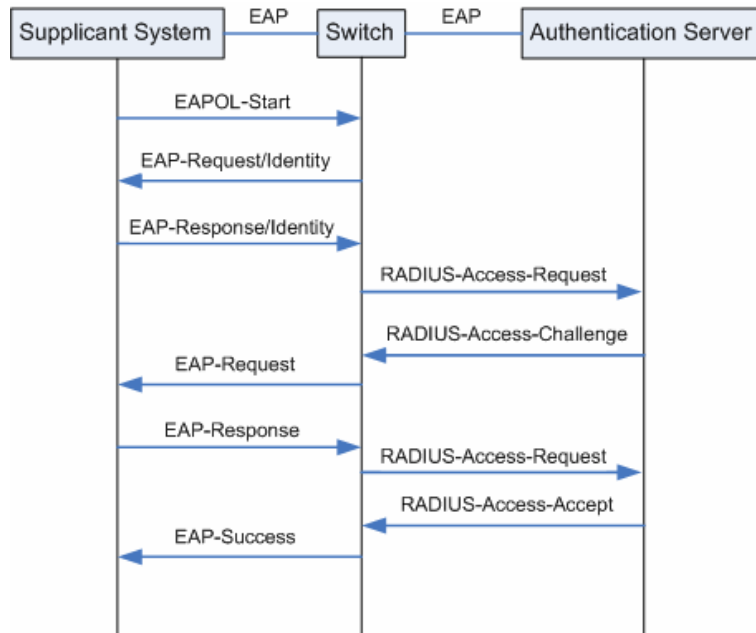 EAP
EAP
Supplicant System
Switch
Authentication Server
EAPOL-Start
EAP-Request/Identity
EAP-Response/Identity
RADIUS-Access-Request
RADIUS-Access-Challenge
EAP-Request
EAP-Response
RADIUS-Access-Request
RADIUS-Access-Accept
EAP-Success